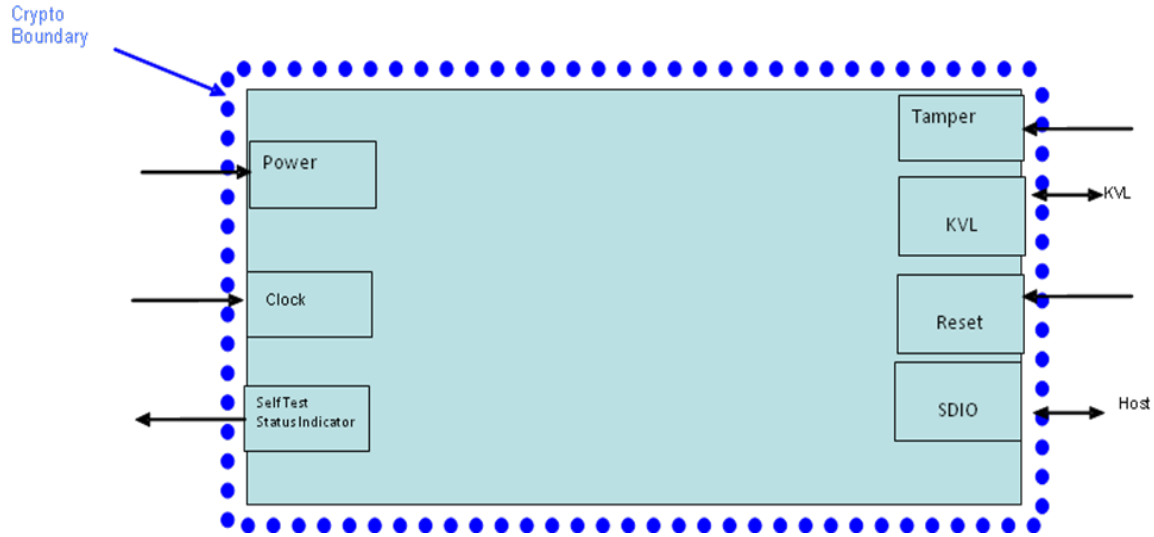 Crypto
Boundary
Power
Clock
SelfTest
StatusIndicator
Tamper
KVL
KVL
Reset
SDIO
Host